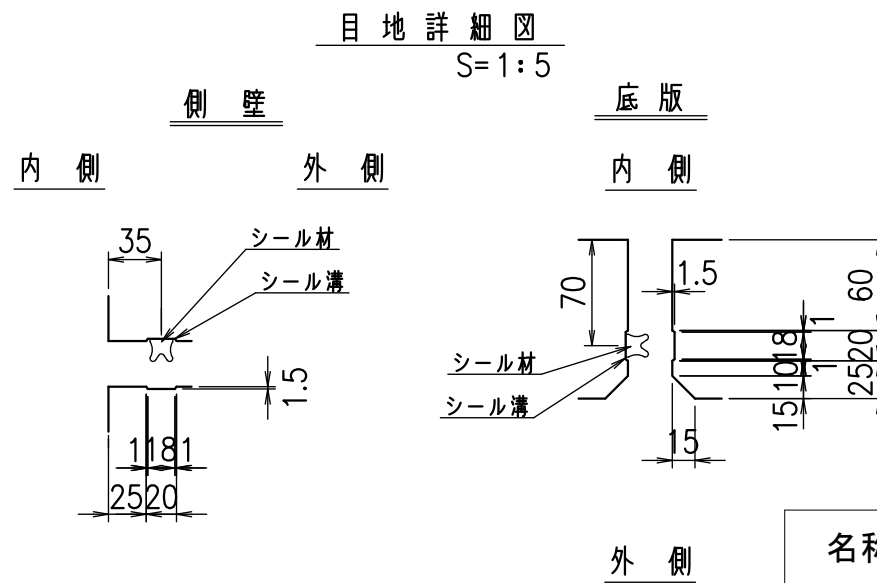 目地詳細図
S=1:5
側壁
底版
内側
外側
内側
35
シール材
シール溝
1.5
1 18 1
25 20
70
1.5
60
1
18
20
1
10
25
15
15
シール材
シール溝
外側
名称